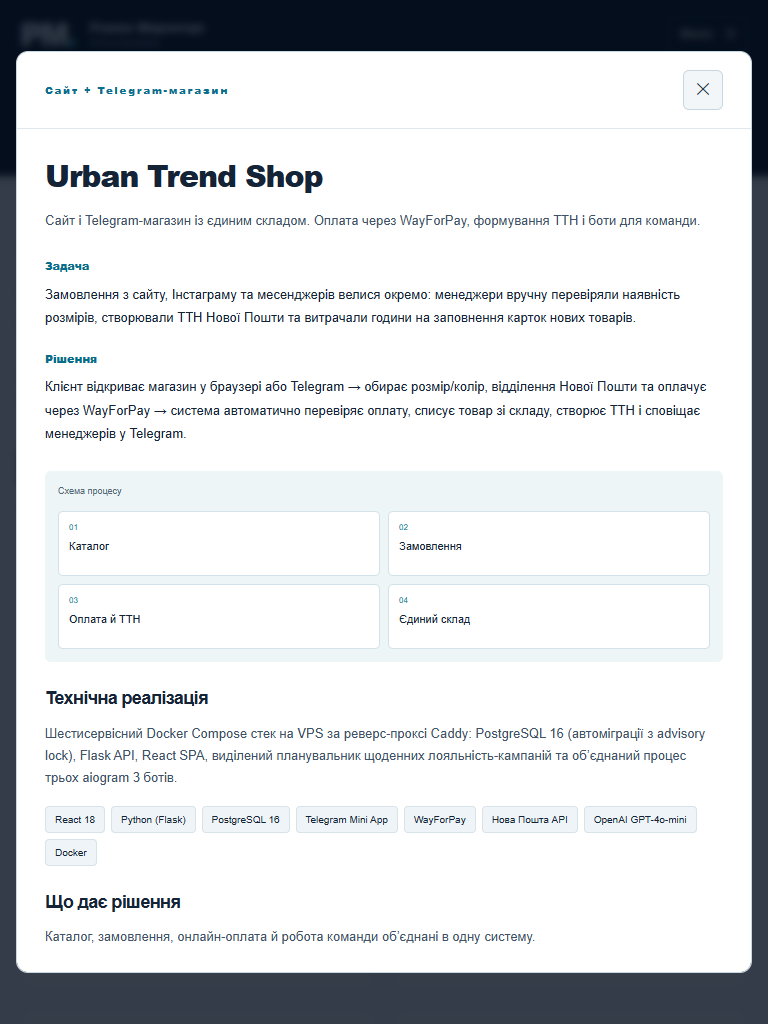 PM.
Сайт + Telegram-магазин
Urban Trend Shop
Сайт і Telegram-магазин із єдиним складом. Оплата через WayForPay, формування ТТН і боти для команди.
Задача
Замовлення з сайту, Інстаграму та месенджерів велися окремо: менеджери вручну перевіряли наявність
розмірів, створювали ТТН Нової Пошти та витрачали години на заповнення карток нових товарів.
Рішення
Клієнт відкриває магазин у браузері або Telegram → обирає розмір/колір, відділення Нової Пошти та оплачує
через WayForPay → система автоматично перевіряє оплату, списує товар зі складу, створює ТТН і сповіщає
менеджерів у Telegram.
Схема процесу
01
Каталог
02
Замовлення
03
Оплата й ТТН
04
Єдиний склад
Технічна реалізація
Шестисервісний Docker Compose стек на VPS за реверс-проксі Caddy: PostgreSQL 16 (автоміграції з advisory
lock), Flask API, React SPA, виділений планувальник щоденних лояльність-кампаній та об’єднаний процес
трьох aiogram 3 ботів.
React 18
Python (Flask)
PostgreSQL 16
Telegram Mini App
WayForPay
Нова Пошта API
OpenAI GPT-4o-mini
Docker
Що дає рішення
Каталог, замовлення, онлайн-оплата й робота команди об’єднані в одну систему.